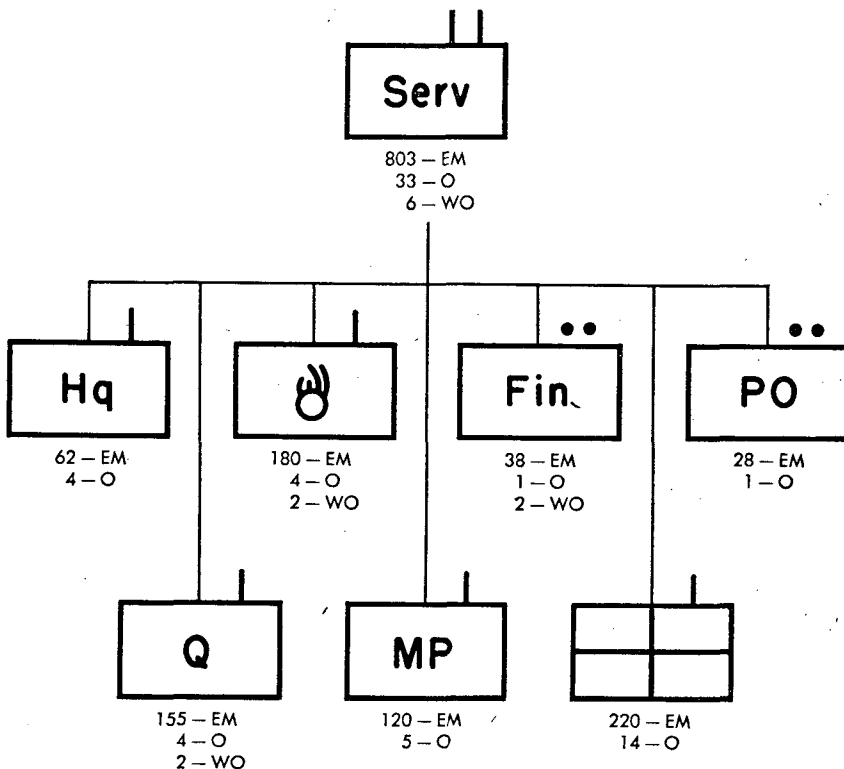 Serv
803 — EM
33 — O
6 — WO
Hq
62 — EM
4 — O
180 — EM
4 — O
2 — WO
Fin
38 — EM
1 — O
2 — WO
PO
28 — EM
1 — O
Q
155 — EM
4 — O
2 — WO
MP
120 — EM
5 — O
220 — EM
14 — O